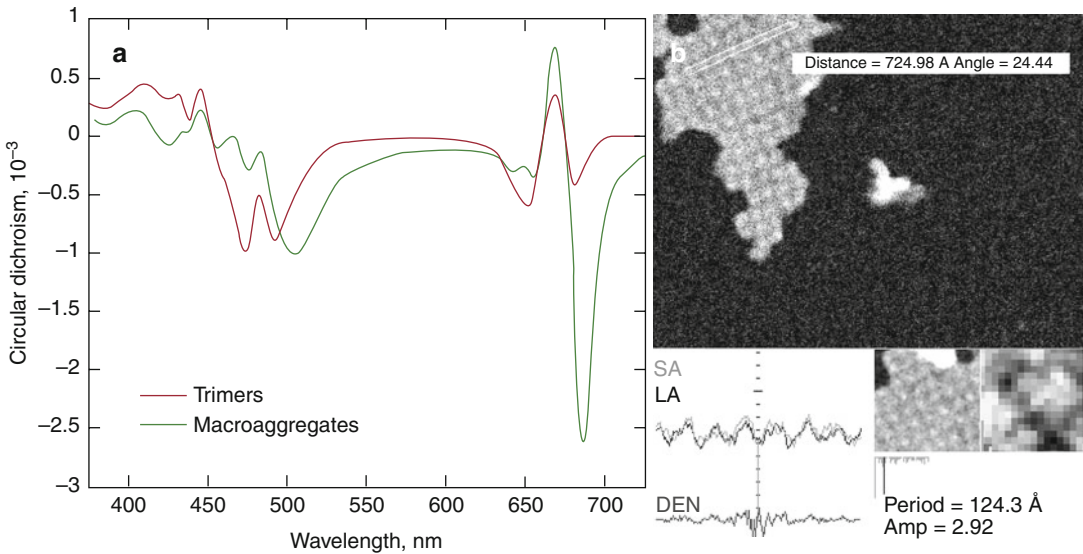 a
Circular dichroism, 10⁻³
1
0.5
0
−0.5
−1
−1.5
−2
−2.5
−3
Trimers
Macroaggregates
400
450
500
550
600
650
700
Wavelength, nm
b
Distance = 724.98 A Angle = 24.44
SA
LA
DEN
Period = 124.3 Å
Amp = 2.92